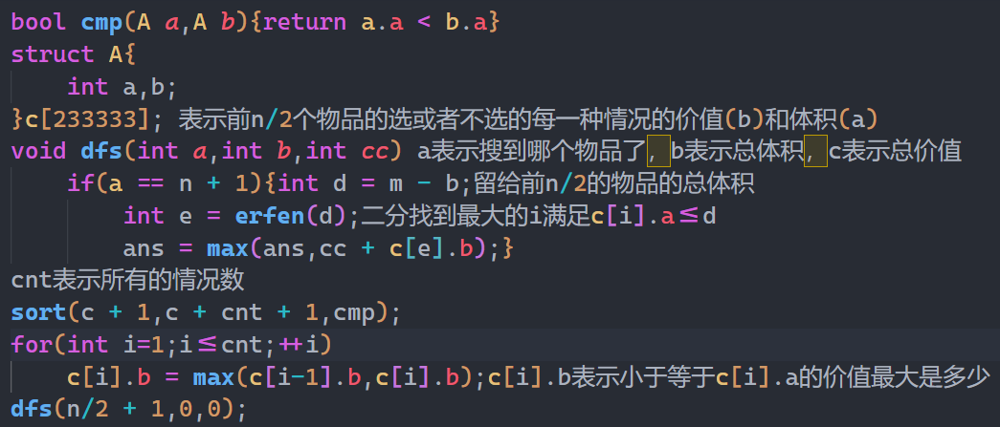 bool cmp(A a,A b){return a.a < b.a}
struct A{
    int a,b;
}c[233333]; 表示前n/2个物品的选或者不选的每一种情况的价值(b)和体积(a)
void dfs(int a,int b,int cc) a表示搜到哪个物品了，b表示总体积，c表示总价值
    if(a == n + 1){int d = m - b;留给前n/2的物品的总体积
        int e = erfen(d);二分找到最大的i满足c[i].a≤d
        ans = max(ans,cc + c[e].b);}
cnt表示所有的情况数
sort(c + 1,c + cnt + 1,cmp);
for(int i=1;i≤cnt;++i)
    c[i].b = max(c[i-1].b,c[i].b);c[i].b表示小于等于c[i].a的价值最大是多少
dfs(n/2 + 1,0,0);